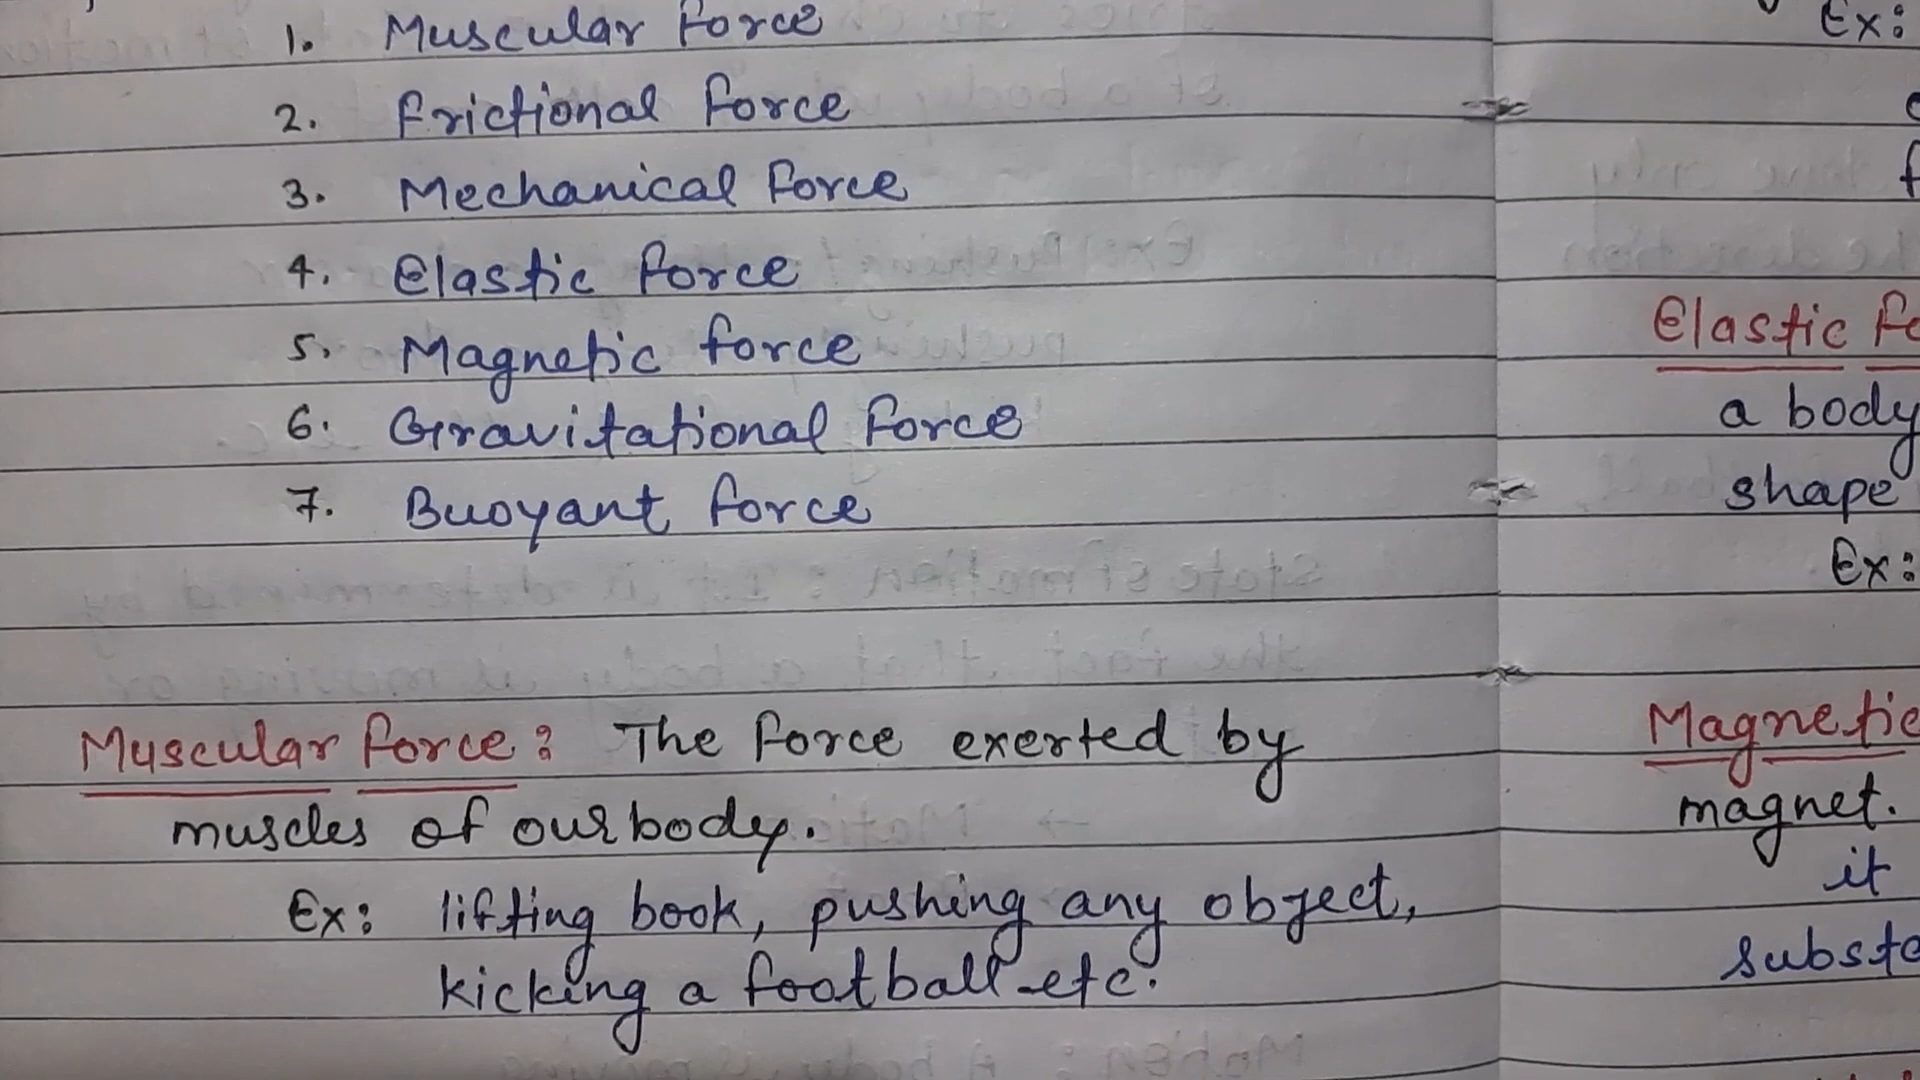 1. Muscular Force
2. Frictional Force
3. Mechanical Force
4. Elastic Force
5. Magnetic force
6. Gravitational Force
7. Buoyant force
Muscular Force: The Force exerted by
muscles of our body.
Ex: lifting book, pushing any object,
kicking a football etc.
Ex:
Elastic
a body
shape
Ex:
Magnetic
magnet.
it